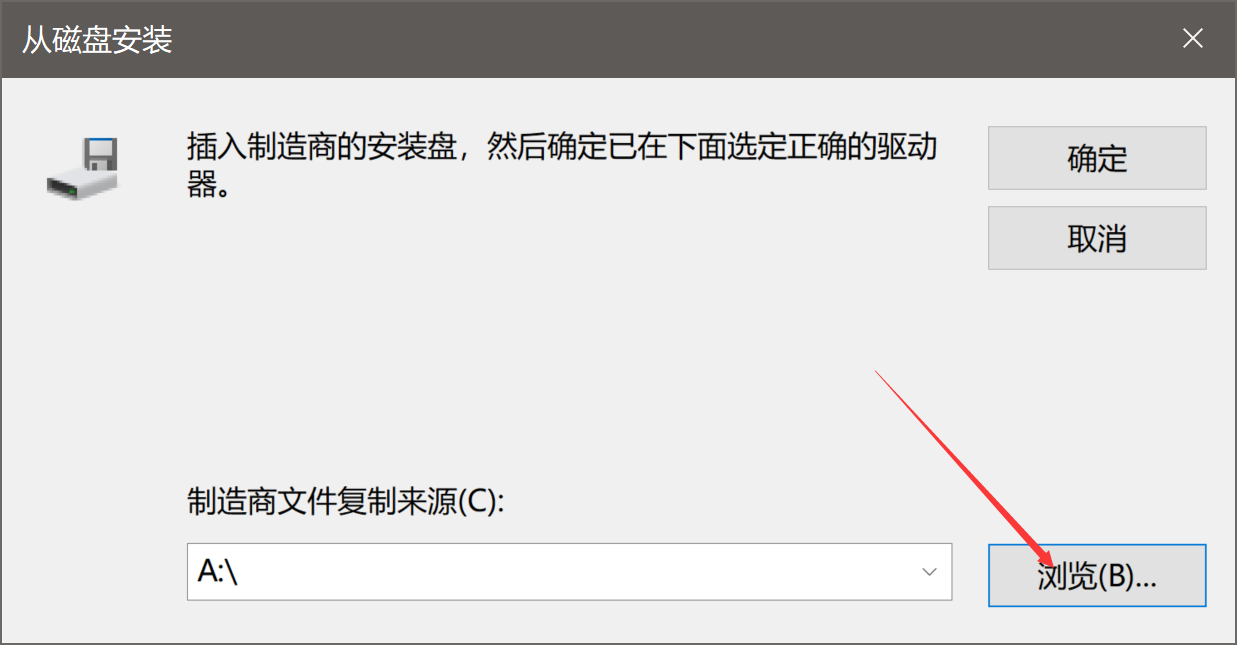 从磁盘安装
插入制造商的安装盘，然后确定已在下面选定正确的驱动
器。
确定
取消
制造商文件复制来源(C):
A:\
浏览(B)...